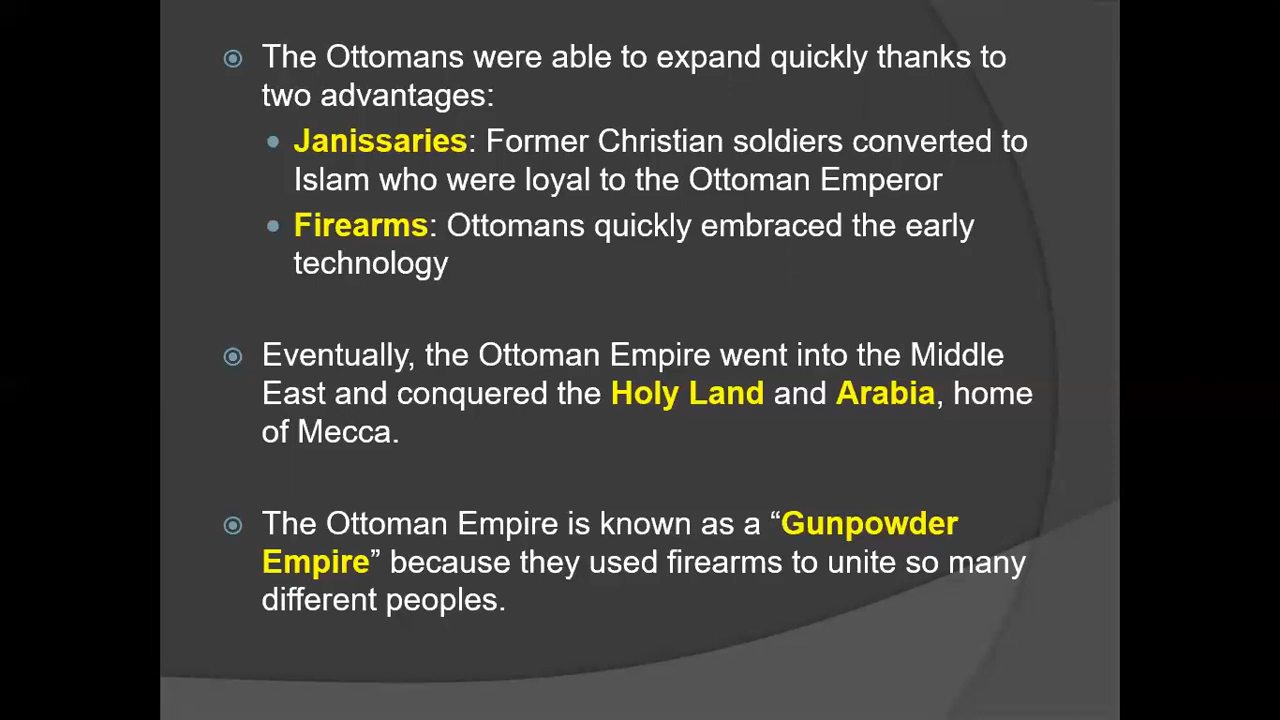 The Ottomans were able to expand quickly thanks to
two advantages:
Janissaries: Former Christian soldiers converted to
Islam who were loyal to the Ottoman Emperor
Firearms: Ottomans quickly embraced the early
technology
Eventually, the Ottoman Empire went into the Middle
East and conquered the Holy Land and Arabia, home
of Mecca.
The Ottoman Empire is known as a “Gunpowder
Empire” because they used firearms to unite so many
different peoples.